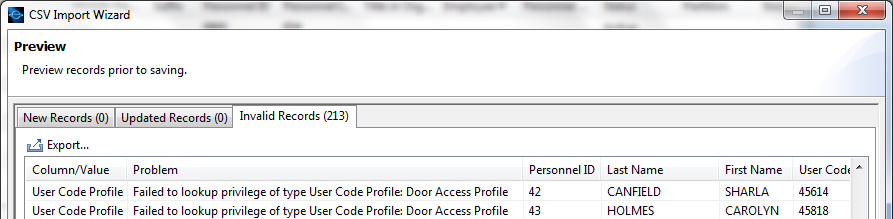 CSV Import Wizard
Preview
Preview records prior to saving.
New Records (0) Updated Records (0) Invalid Records (213)
Export...
Column/Value Problem Personnel ID Last Name First Name User Code
User Code Profile Failed to lookup privilege of type User Code Profile: Door Access Profile 42 CANFIELD SHARLA 45614
User Code Profile Failed to lookup privilege of type User Code Profile: Door Access Profile 43 HOLMES CAROLYN 45818